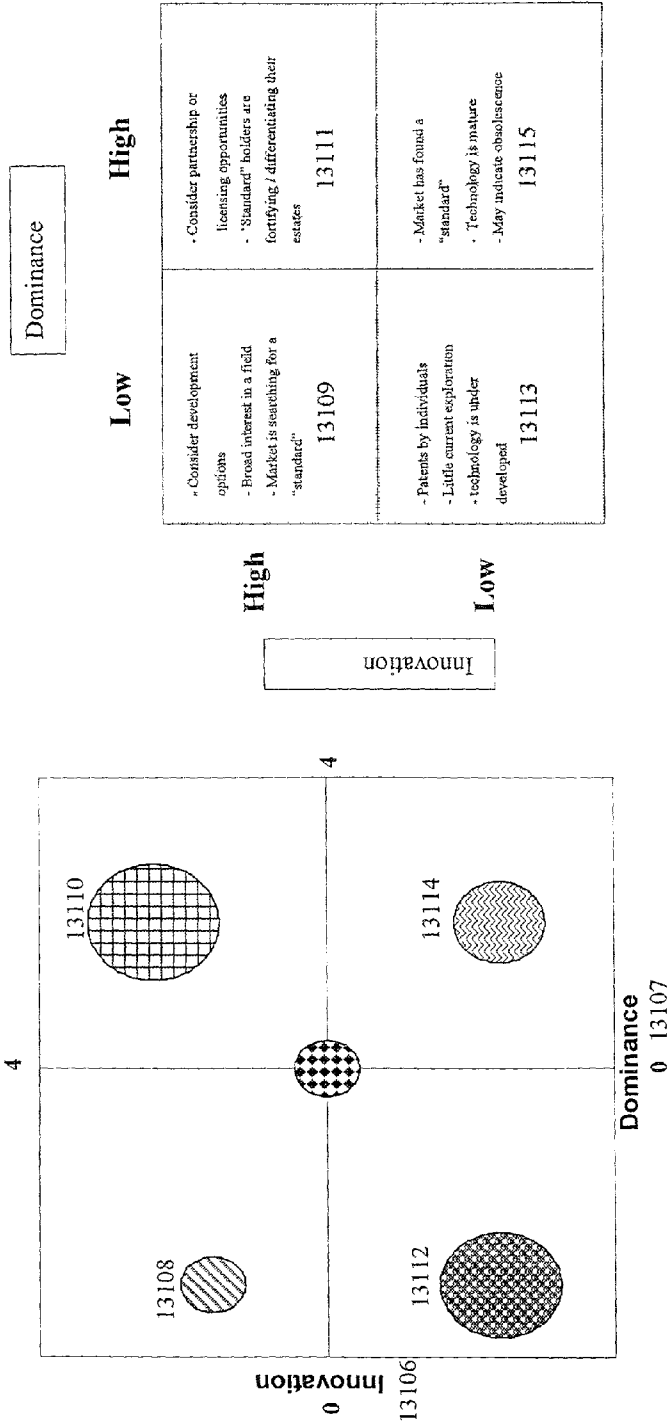 4
13110
13108
4
0
Innovation
13106
13112
13114
Dominance
0 13107
Dominance
Low
High
High
- Consider development
options
- Broad interest in a field
- Market is searching for a
"standard"
13109
- Consider partnership or
licensing opportunities
- "Standard" holders are
fortifying / differentiating their
estates
13111
Innovation
Low
- Patents by individuals
- Little current exploration
- technology is under
developed
13113
- Market has found a
"standard"
- Technology is mature
- May indicate obsolescence
13115